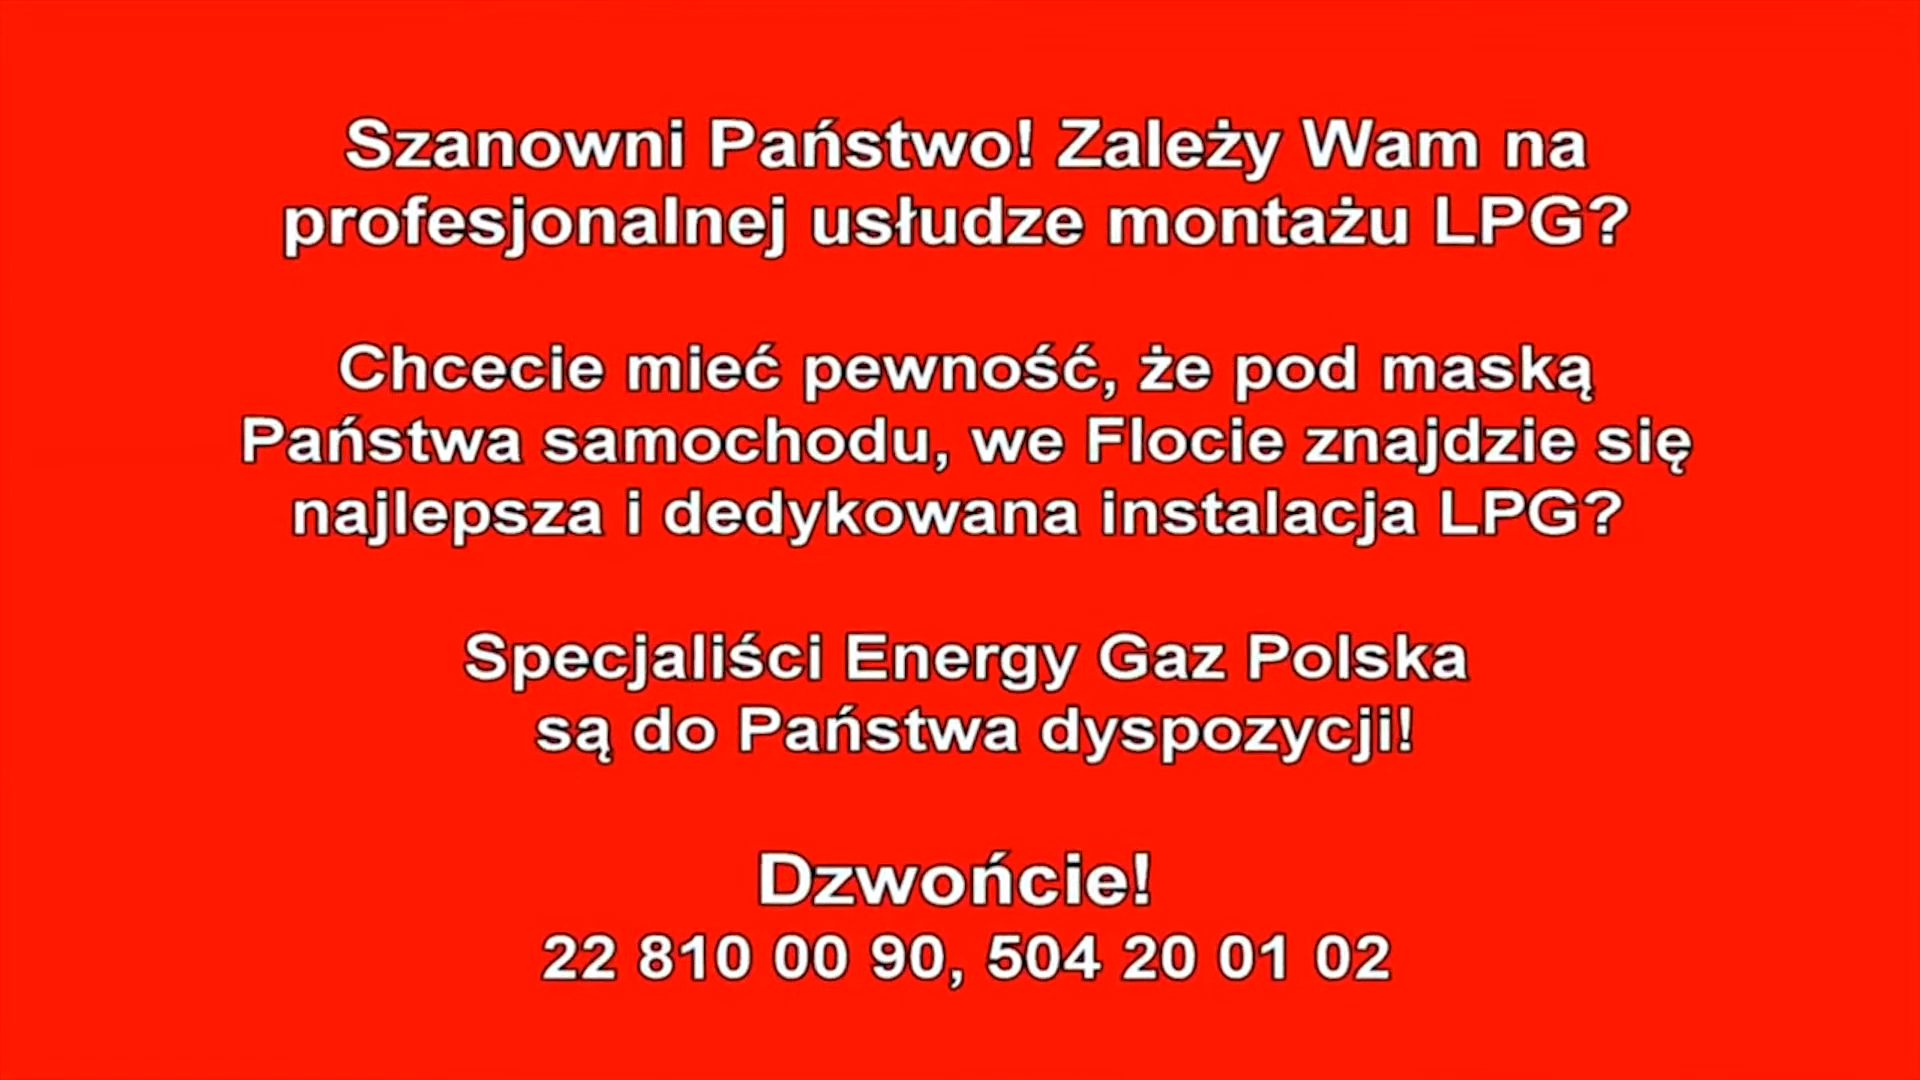 Szanowni Państwo! Zależy Wam na
profesjonalnej usłudze montażu LPG?
Chcecie mieć pewność, że pod maską
Państwa samochodu, we Flocie znajdzie się
najlepsza i dedykowana instalacja LPG?
Specjaliści Energy Gaz Polska
są do Państwa dyspozycji!
Dzwońcie!
22 810 00 90, 504 20 01 02